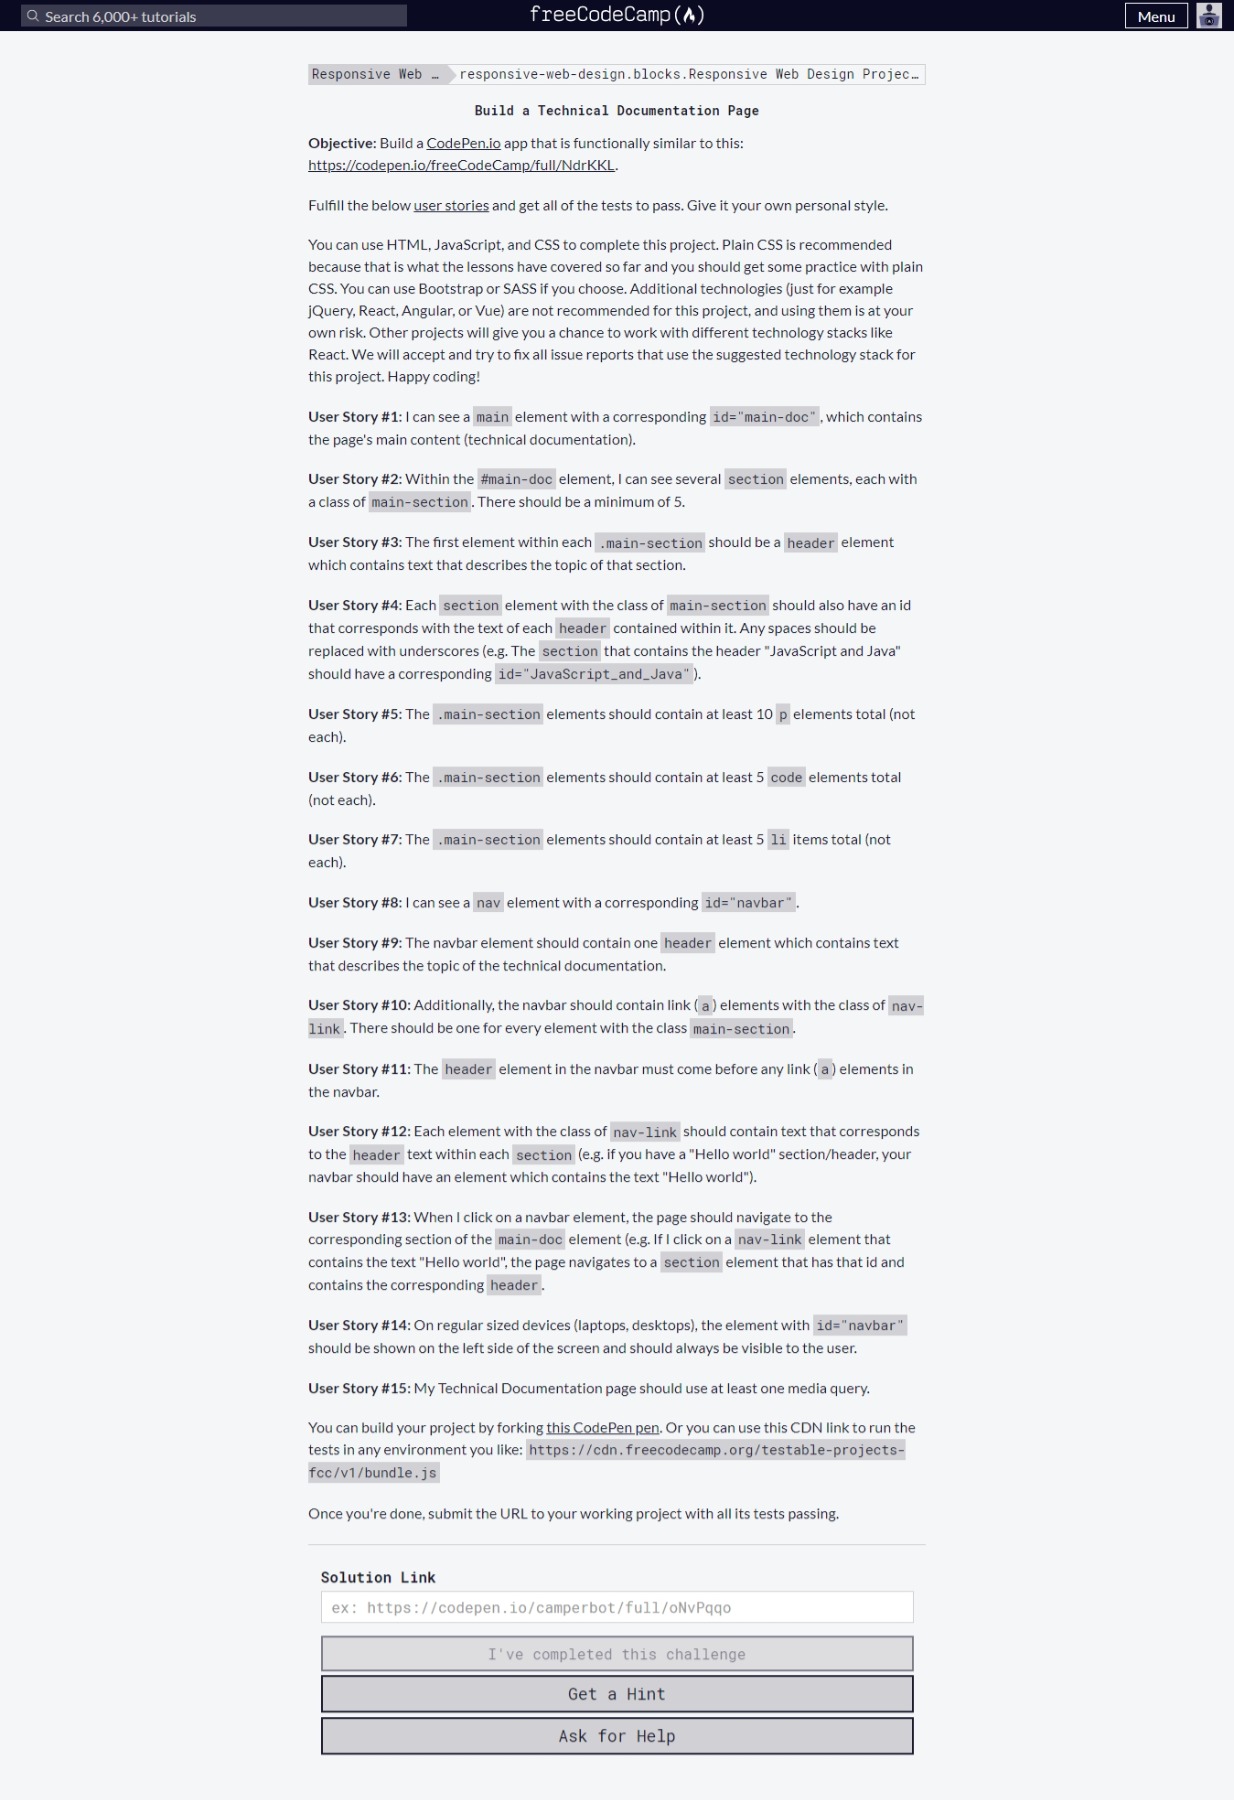 Search 6,000+ tutorials
freeCodeCamp
Menu
Responsive Web …
responsive-web-design.blocks.Responsive Web Design Projec…
Build a Technical Documentation Page
Objective: Build a CodePen.io app that is functionally similar to this:
https://codepen.io/freeCodeCamp/full/NdrKKL.
Fulfill the below user stories and get all of the tests to pass. Give it your own personal style.
You can use HTML, JavaScript, and CSS to complete this project. Plain CSS is recommended
because that is what the lessons have covered so far and you should get some practice with plain
CSS. You can use Bootstrap or SASS if you choose. Additional technologies (just for example
jQuery, React, Angular, or Vue) are not recommended for this project, and using them is at your
own risk. Other projects will give you a chance to work with different technology stacks like
React. We will accept and try to fix all issue reports that use the suggested technology stack for
this project. Happy coding!
User Story #1: I can see a main element with a corresponding id="main-doc", which contains
the page's main content (technical documentation).
User Story #2: Within the #main-doc element, I can see several section elements, each with
a class of main-section. There should be a minimum of 5.
User Story #3: The first element within each .main-section should be a header element
which contains text that describes the topic of that section.
User Story #4: Each section element with the class of main-section should also have an id
that corresponds with the text of each header contained within it. Any spaces should be
replaced with underscores (e.g. The section that contains the header "JavaScript and Java"
should have a corresponding id="JavaScript_and_Java").
User Story #5: The .main-section elements should contain at least 10 p elements total (not
each).
User Story #6: The .main-section elements should contain at least 5 code elements total
(not each).
User Story #7: The .main-section elements should contain at least 5 li items total (not
each).
User Story #8: I can see a nav element with a corresponding id="navbar".
User Story #9: The navbar element should contain one header element which contains text
that describes the topic of the technical documentation.
User Story #10: Additionally, the navbar should contain link (a) elements with the class of nav-
link. There should be one for every element with the class main-section.
User Story #11: The header element in the navbar must come before any link (a) elements in
the navbar.
User Story #12: Each element with the class of nav-link should contain text that corresponds
to the header text within each section (e.g. if you have a "Hello world" section/header, your
navbar should have an element which contains the text "Hello world").
User Story #13: When I click on a navbar element, the page should navigate to the
corresponding section of the main-doc element (e.g. If I click on a nav-link element that
contains the text "Hello world", the page navigates to a section element that has that id and
contains the corresponding header.
User Story #14: On regular sized devices (laptops, desktops), the element with id="navbar"
should be shown on the left side of the screen and should always be visible to the user.
User Story #15: My Technical Documentation page should use at least one media query.
You can build your project by forking this CodePen pen. Or you can use this CDN link to run the
tests in any environment you like: https://cdn.freecodecamp.org/testable-projects-
fcc/v1/bundle.js
Once you're done, submit the URL to your working project with all its tests passing.
Solution Link
ex: https://codepen.io/camperbot/full/oNvPqqo
I've completed this challenge
Get a Hint
Ask for Help